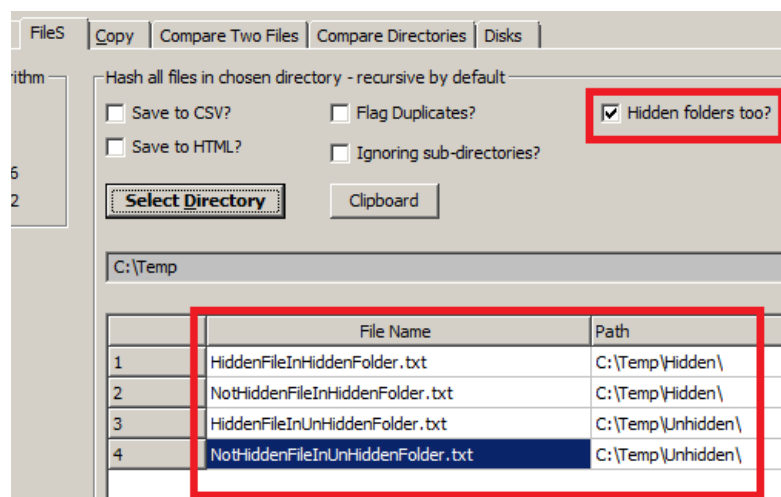 FileS Copy Compare Two Files Compare Directories Disks
rithm
Hash all files in chosen directory - recursive by default
Save to CSV? Flag Duplicates? Hidden folders too?
Save to HTML? Ignoring sub-directories?
6
2
Select Directory Clipboard
C:\Temp
File Name Path
1 HiddenFileInHiddenFolder.txt C:\Temp\Hidden\
2 NotHiddenFileInHiddenFolder.txt C:\Temp\Hidden\
3 HiddenFileInUnHiddenFolder.txt C:\Temp\Unhidden\
4 NotHiddenFileInUnHiddenFolder.txt C:\Temp\Unhidden\